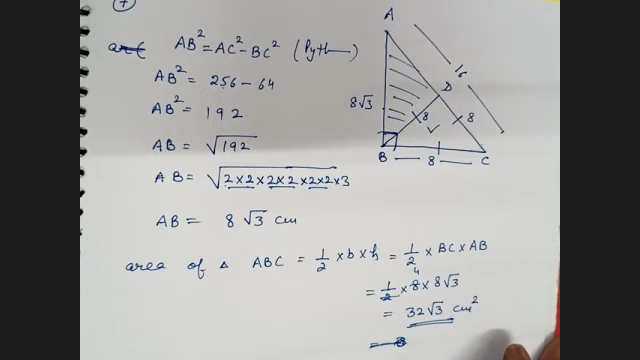 7
AB² = AC² - BC² (Pyth
AB² = 256 - 64
AB² = 192
AB = √192
AB = √2×2×2×2×2×2×3
AB = 8√3 cm
area of △ ABC = 1/2 × b × h = 1/2 × BC × AB
= 1/2 × 8 × 8√3
4
= 32√3 cm²
= 8
A
16
D
8√3
8
8
B
8
C